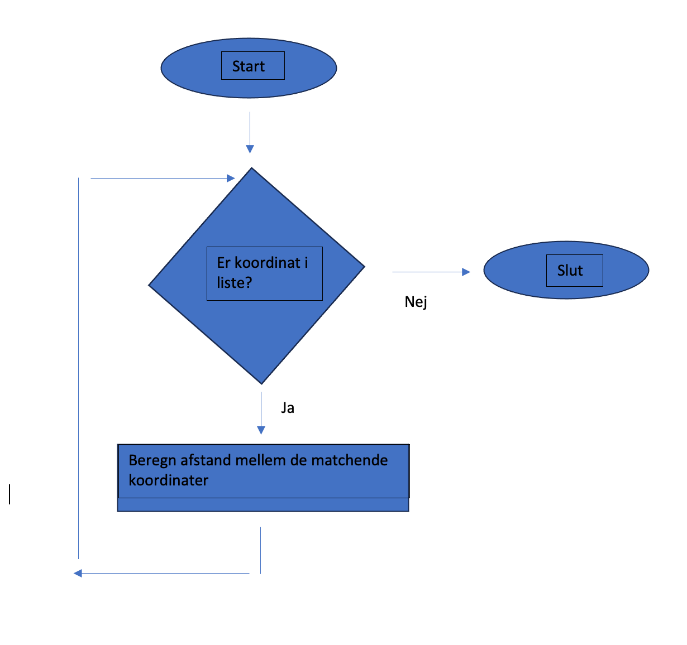 Start
Er koordinat i
liste?
Slut
Nej
Ja
Beregn afstand mellem de matchende
koordinater